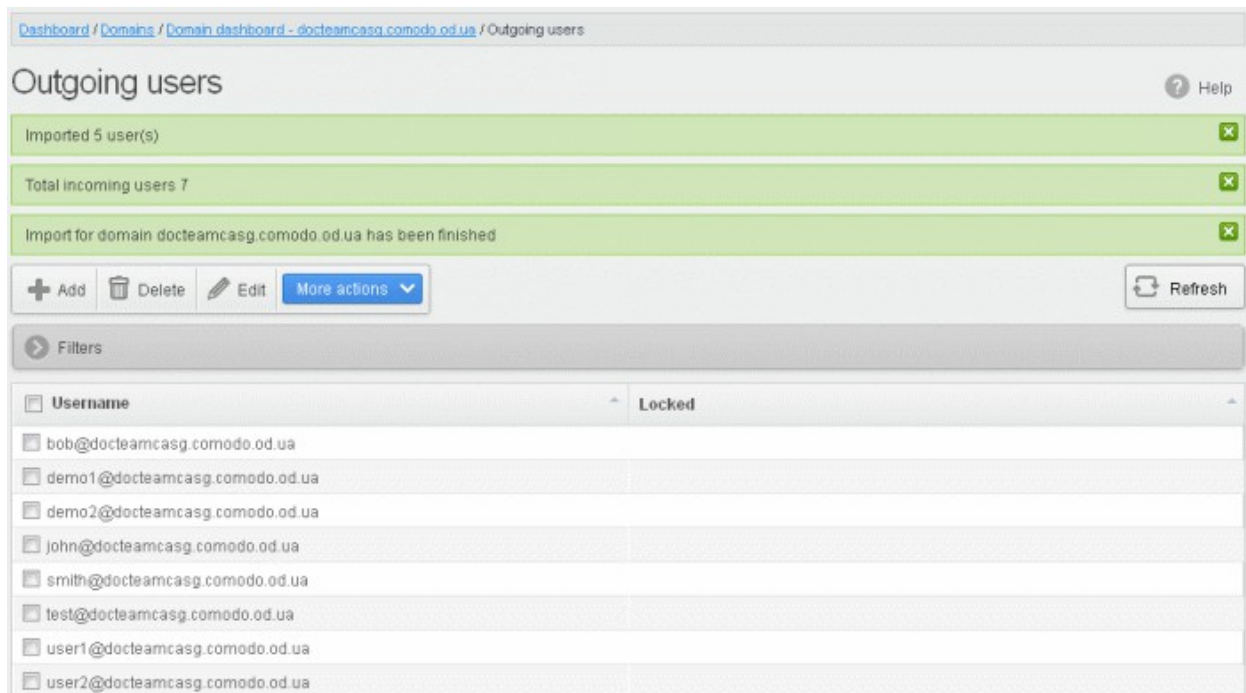 Dashboard / Domains / Domain dashboard - docteamcasg.comodo.od.ua / Outgoing users
Outgoing users
Help
Imported 5 user(s)
Total incoming users 7
Import for domain docteamcasg.comodo.od.ua has been finished
Add Delete Edit More actions Refresh
Filters
Username Locked
bob@docteamcasg.comodo.od.ua
demo1@docteamcasg.comodo.od.ua
demo2@docteamcasg.comodo.od.ua
john@docteamcasg.comodo.od.ua
smith@docteamcasg.comodo.od.ua
test@docteamcasg.comodo.od.ua
user1@docteamcasg.comodo.od.ua
user2@docteamcasg.comodo.od.ua